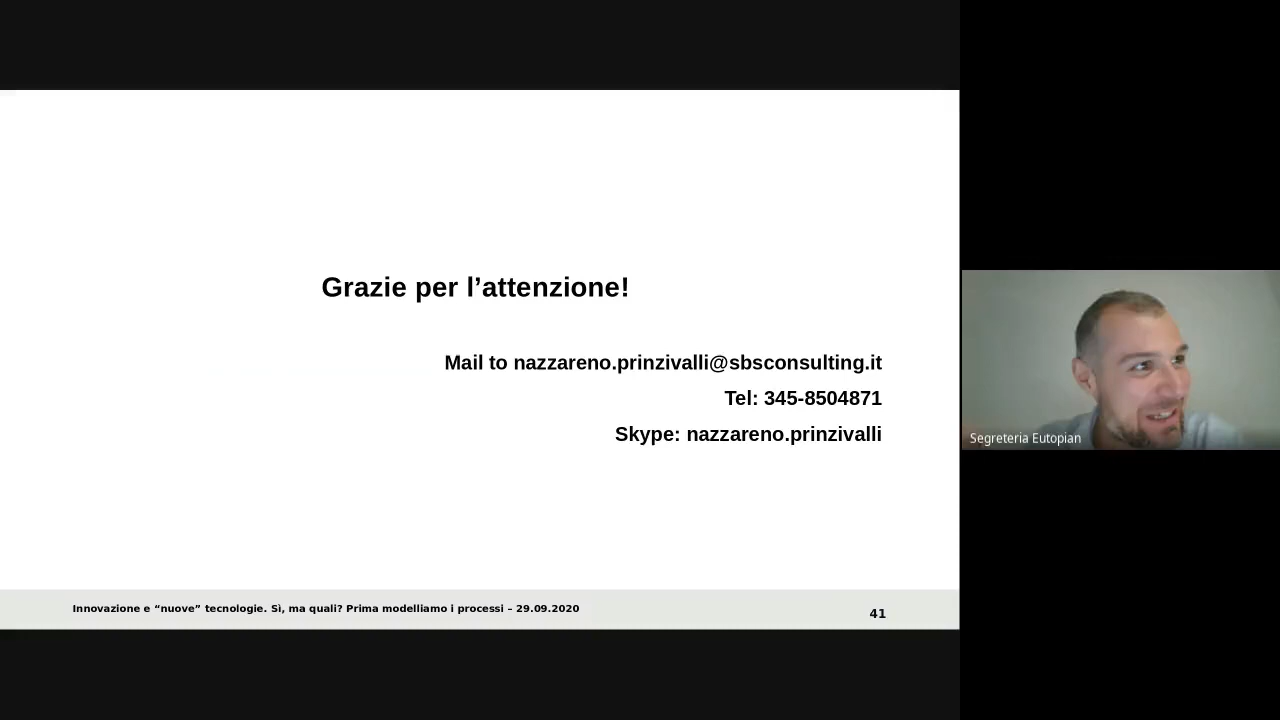 Grazie per l’attenzione!
Mail to nazzareno.prinzivalli@sbsconsulting.it
Tel: 345-8504871
Skype: nazzareno.prinzivalli
Segreteria Eutopian
Innovazione e “nuove” tecnologie. Sì, ma quali? Prima modelliamo i processi – 29.09.2020
41